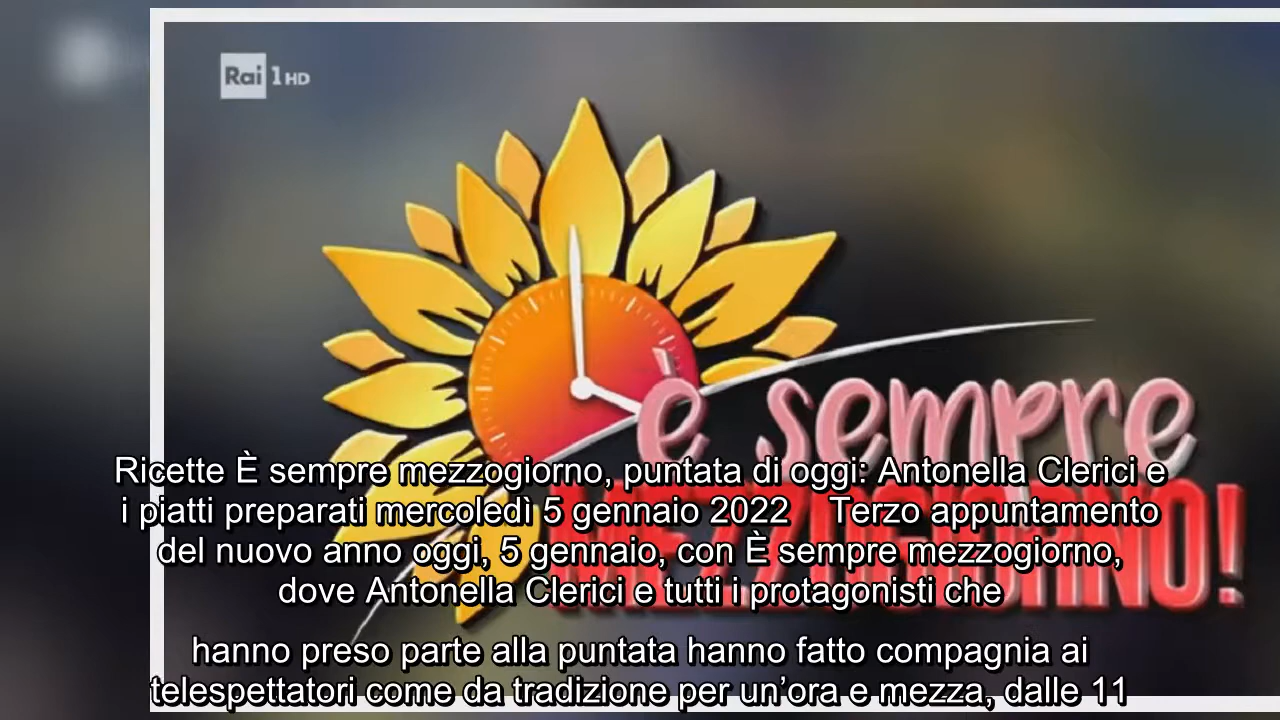 Rai 1 HD
è sempre
MEZZOGIORNO!
Ricette È sempre mezzogiorno, puntata di oggi: Antonella Clerici e
i piatti preparati mercoledì 5 gennaio 2022 Terzo appuntamento
del nuovo anno oggi, 5 gennaio, con È sempre mezzogiorno,
dove Antonella Clerici e tutti i protagonisti che
hanno preso parte alla puntata hanno fatto compagnia ai
telespettatori come da tradizione per un’ora e mezza, dalle 11